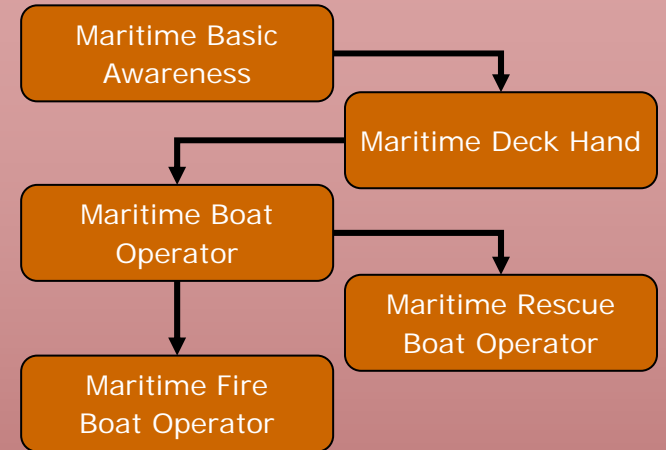 Maritime Basic
Awareness
Maritime Deck Hand
Maritime Boat
Operator
Maritime Rescue
Boat Operator
Maritime Fire
Boat Operator